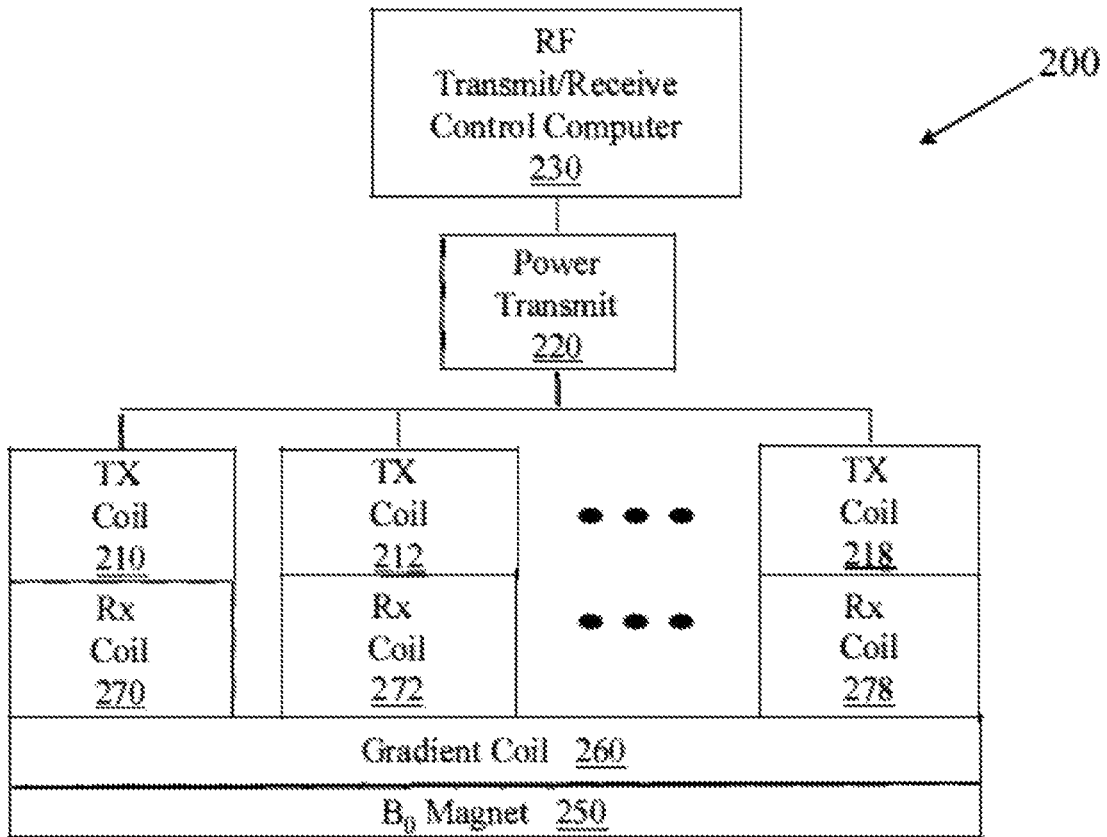 RF
Transmit/Receive
Control Computer
230
200
Power
Transmit
220
TX
Coil
210
TX
Coil
212
TX
Coil
218
Rx
Coil
270
Rx
Coil
272
Rx
Coil
278
Gradient Coil 260
B₀ Magnet 250